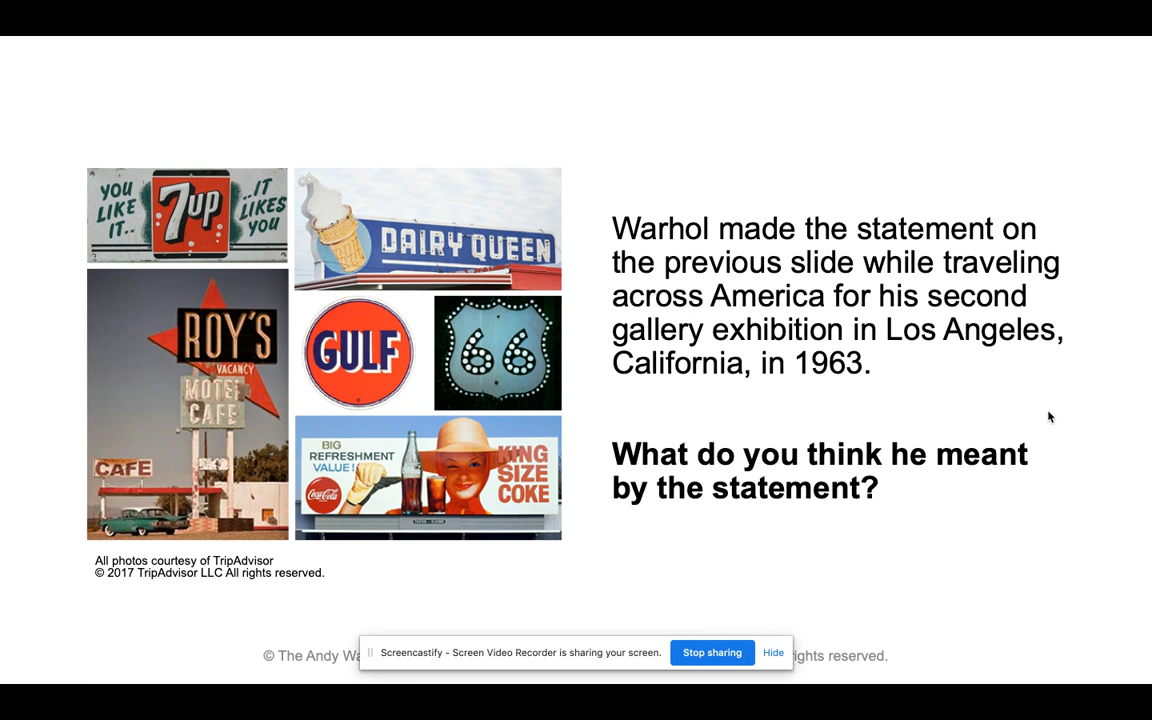 YOU
LIKE
IT..
7up
..IT
LIKES
YOU
DAIRY QUEEN
ROY'S
VACANCY
MOTEL
CAFE
CAFE
GULF
66
BIG
REFRESHMENT
VALUE!
Coca-Cola
KING
SIZE
COKE
All photos courtesy of TripAdvisor
© 2017 TripAdvisor LLC All rights reserved.
Warhol made the statement on
the previous slide while traveling
across America for his second
gallery exhibition in Los Angeles,
California, in 1963.
What do you think he meant
by the statement?
© The Andy
rights reserved.
Screencastify - Screen Video Recorder is sharing your screen.
Stop sharing
Hide